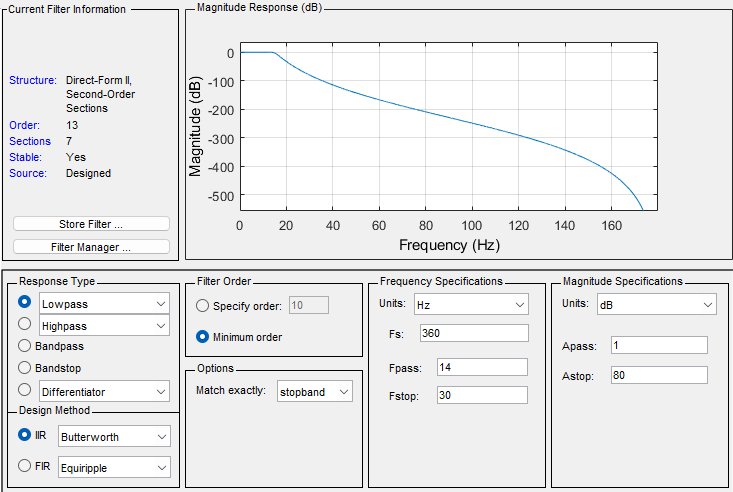 Current Filter Information
Structure: Direct-Form II,
Second-Order
Sections
Order: 13
Sections 7
Stable: Yes
Source: Designed
Store Filter ...
Filter Manager ...
Magnitude Response (dB)
Magnitude (dB)
0
-100
-200
-300
-400
-500
0 20 40 60 80 100 120 140 160
Frequency (Hz)
Response Type
Lowpass
Highpass
Bandpass
Bandstop
Differentiator
Design Method
IIR Butterworth
FIR Equiripple
Filter Order
Specify order: 10
Minimum order
Options
Match exactly: stopband
Frequency Specifications
Units: Hz
Fs: 360
Fpass: 14
Fstop: 30
Magnitude Specifications
Units: dB
Apass: 1
Astop: 80